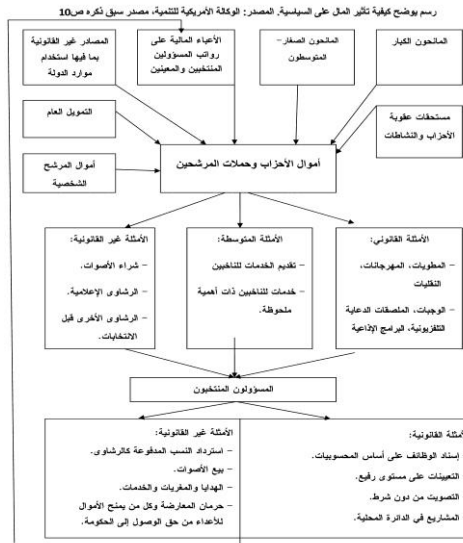 رسم يوضح كيفية تأثير المال على السياسية. المصدر: الوكالة الأمريكية للتنمية، مصدر سبق ذكره ص10
المانحون الكبار
المانحون الصغار–
المتوسطون
الأعباء المالية على
رواتب المسؤولين
المنتخبين والمعينين
المصادر غير القانونية
بما فيها استخدام
موارد الدولة
مستحقات عقوبة
الأحزاب والنشاطات
التمويل العام
أموال الأحزاب وحملات المرشحين
أموال المرشح
الشخصية
الأمثلة القانوني:
– المطويات، المهرجانات،
النقليات
– الوجبات، الملصقات الدعاية
التلفزيونية، البرامج الإذاعية
الأمثلة المتوسطة:
– تقديم الخدمات للناخبين
– خدمات للناخبين ذات أهمية
ملحوظة.
الأمثلة غير القانونية:
– شراء الأصوات.
– الرشاوى الإعلامية.
– الرشاوى الأخرى قبل
الانتخابات.
المسؤولون المنتخبون
أمثلة القانونية:
إسناد الوظائف على أساس المحسوبيات.
التعيينات على مستوى رفيع.
التصويت من دون شرط.
المشاريع في الدائرة المحلية.
الأمثلة غير القانونية:
– استرداد النسب المدفوعة كالرشاوى.
– بيع الأصوات.
– الهدايا والمغريات والخدمات.
– حرمان المعارضة وكل من يمنح الأموال
للأعداء من حق الوصول إلى الحكومة.